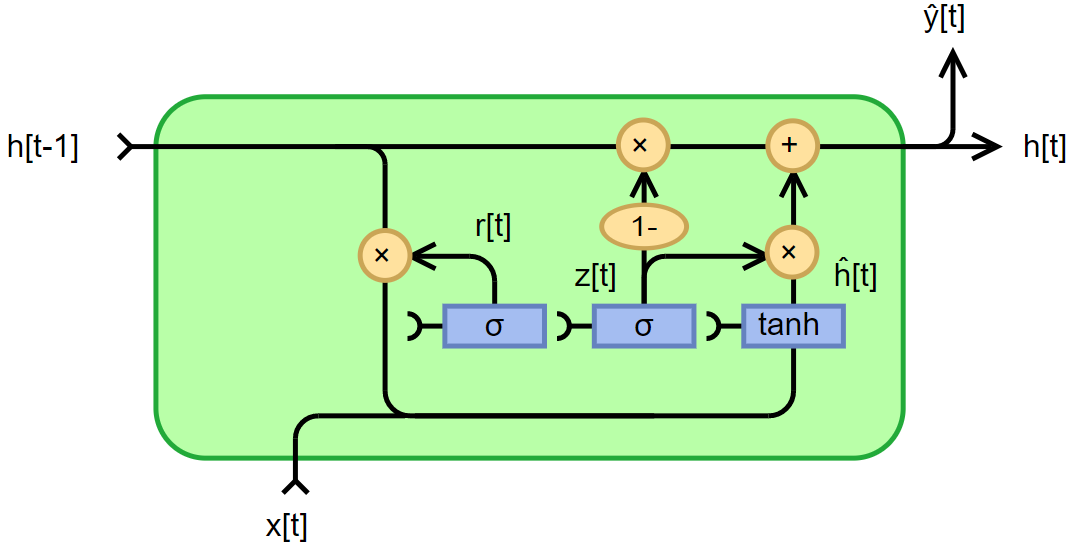 ŷ[t]
h[t-1]
×
+
h[t]
r[t]
1-
×
×
z[t]
ĥ[t]
σ
σ
tanh
x[t]